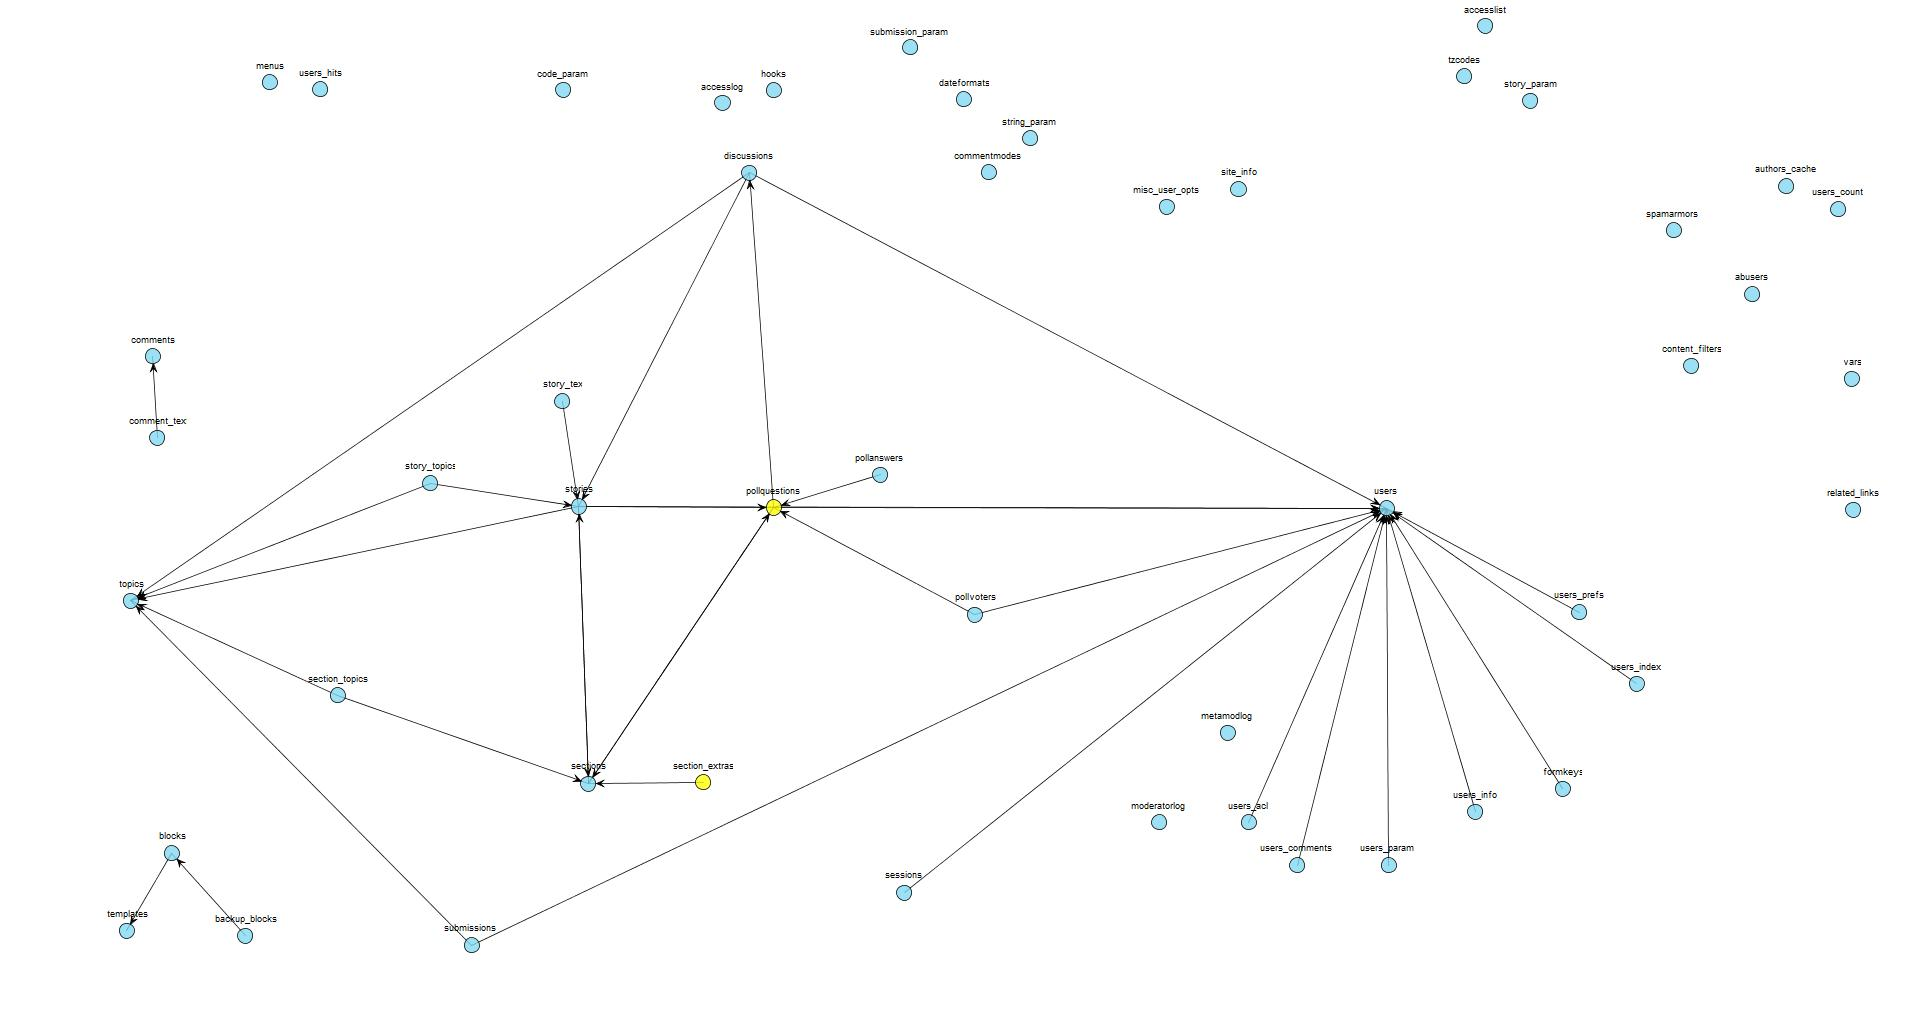 accesslist
submission_param
tzcodes
menus
users_hits
code_param
hooks
accesslog
dateformats
story_param
string_param
discussions
commentmodes
authors_cache
site_info
misc_user_opts
users_count
spamarmors
abusers
comments
content_filters
vars
story_tex
comment_tex
pollanswers
story_topics
stories
pollquestions
users
related_links
topics
pollvoters
users_prefs
users_index
section_topics
metamodlog
sections
section_extras
formkeys
users_info
moderatorlog
users_acl
blocks
users_comments
users_param
sessions
templates
backup_blocks
submissions